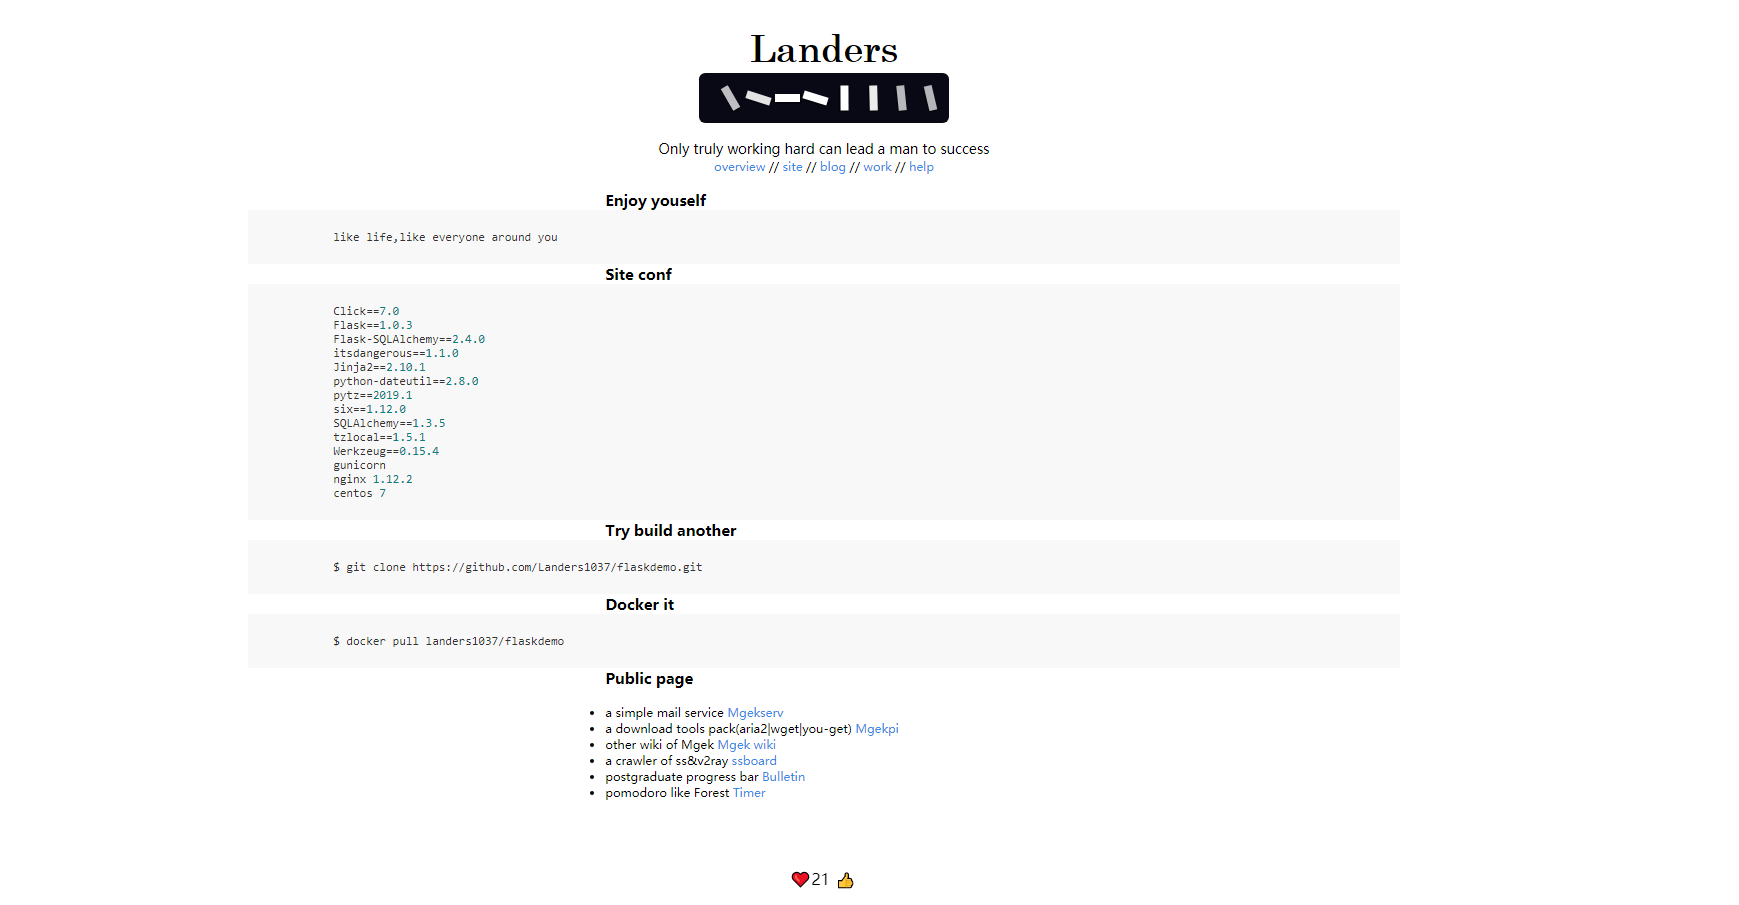 Landers
Only truly working hard can lead a man to success
overview // site // blog // work // help
Enjoy youself
like life,like everyone around you
Site conf
Click==7.0
Flask==1.0.3
Flask-SQLAlchemy==2.4.0
itsdangerous==1.1.0
Jinja2==2.10.1
python-dateutil==2.8.0
pytz==2019.1
six==1.12.0
SQLAlchemy==1.3.5
tzlocal==1.5.1
Werkzeug==0.15.4
gunicorn
nginx 1.12.2
centos 7
Try build another
$ git clone https://github.com/Landers1037/flaskdemo.git
Docker it
$ docker pull landers1037/flaskdemo
Public page
• a simple mail service Mgekserv
• a download tools pack(aria2|wget|you-get) Mgekpi
• other wiki of Mgek Mgek wiki
• a crawler of ss&v2ray ssboard
• postgraduate progress bar Bulletin
• pomodoro like Forest Timer
❤️21 👍